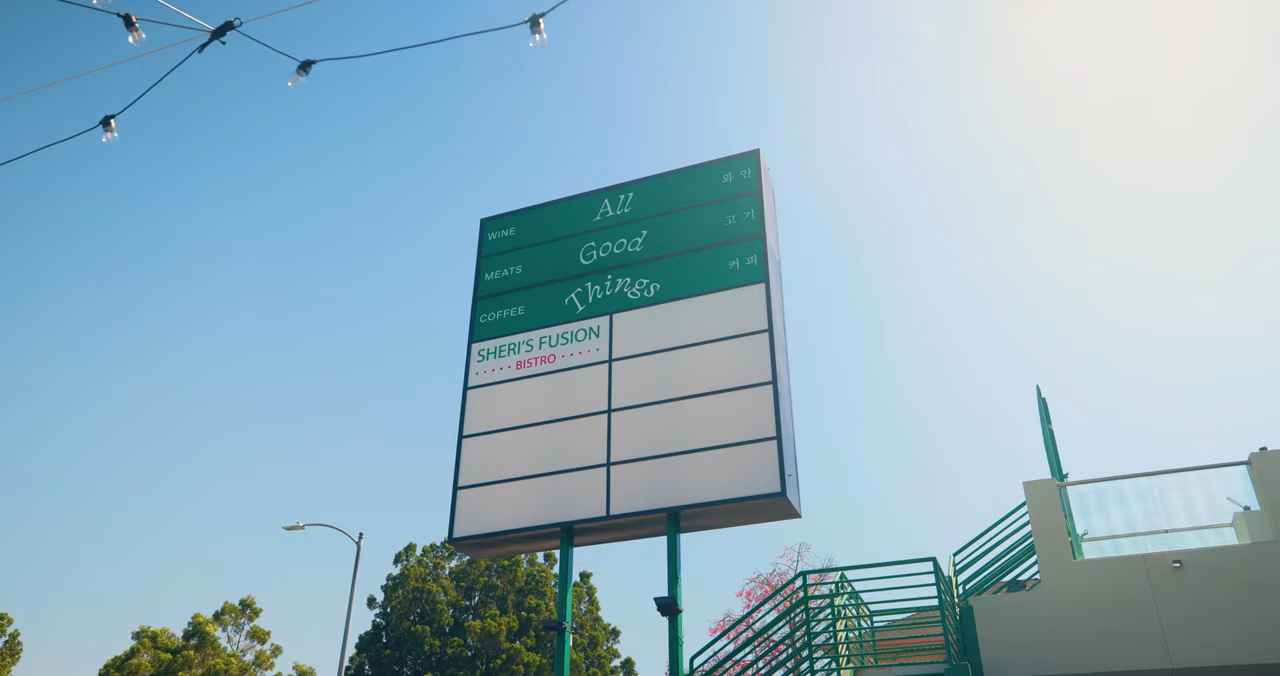 WINE All 와인
MEATS Good 고기
COFFEE Things 커피
SHERI'S FUSION
BISTRO